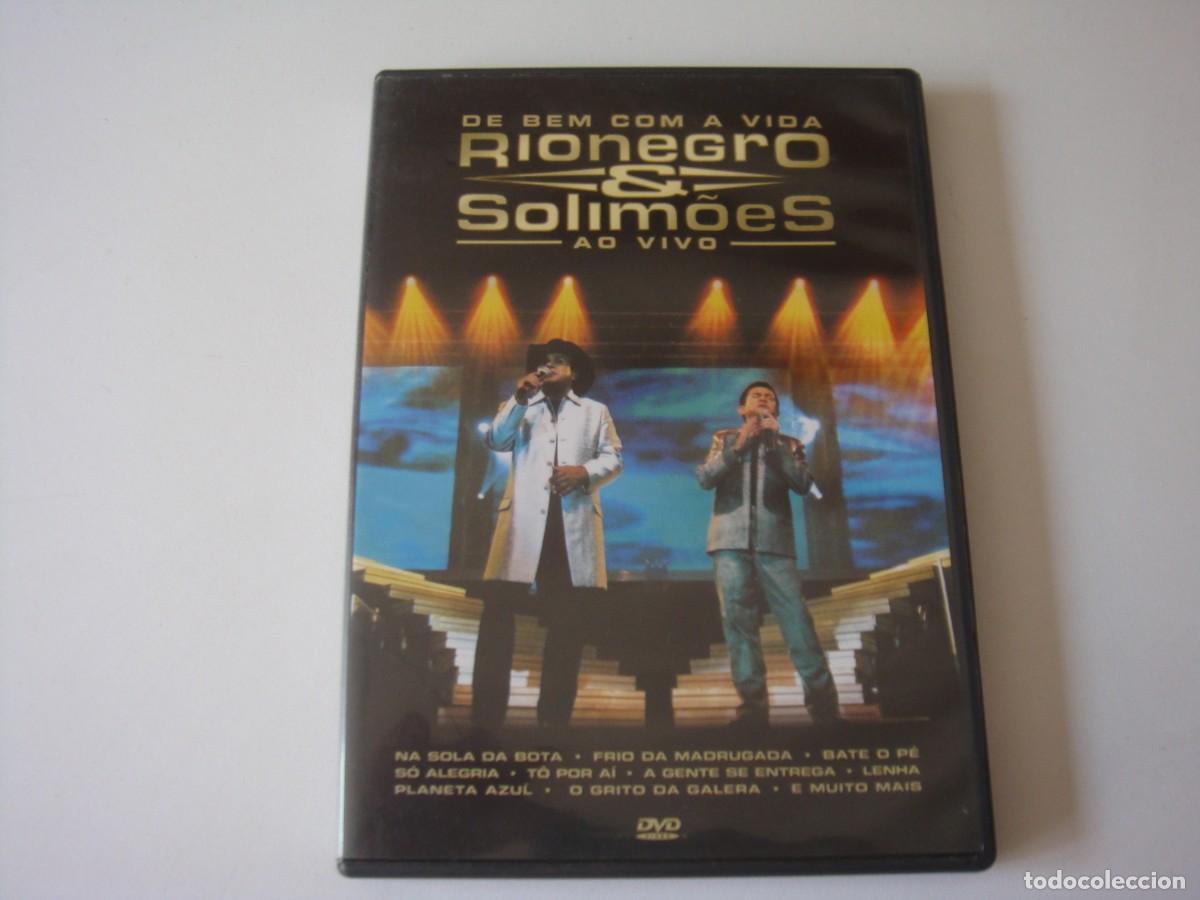 DE BEM COM A VIDA
RIONEGRO
&
SOLIMÕES
AO VIVO
NA SOLA DA BOTA • FRIO DA MADRUGADA • BATE O PÉ
SÓ ALEGRIA • TÔ POR AÍ • A GENTE SE ENTREGA • LENHA
PLANETA AZUL • O GRITO DA GALERA • E MUITO MAIS
DVD
VIDEO
todocoleccion